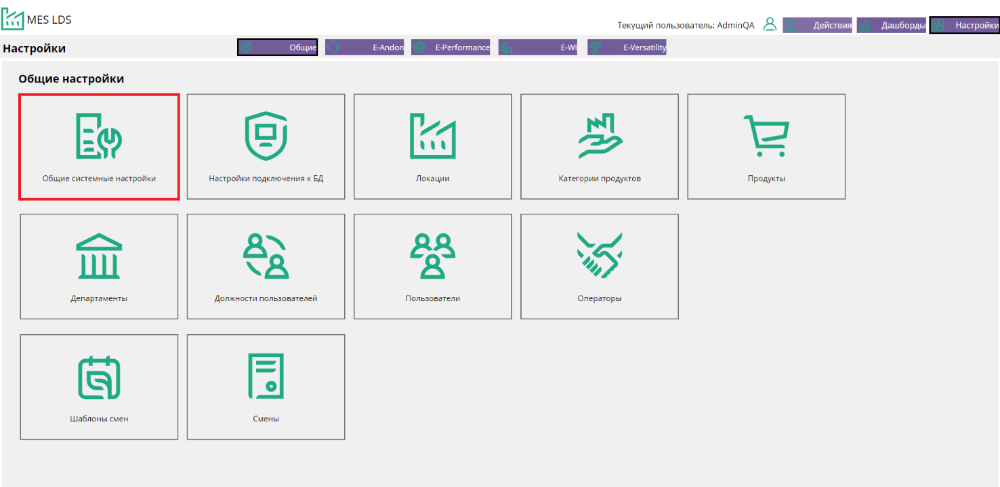 MES LDS
Текущий пользователь: AdminQA
Действия
Дашборды
Настройки
Настройки
Общие
E-Andon
E-Performance
E-WI
E-Versatility
Общие настройки
Общие системные настройки
Настройки подключения к БД
Локации
Категории продуктов
Продукты
Департаменты
Должности пользователей
Пользователи
Операторы
Шаблоны смен
Смены